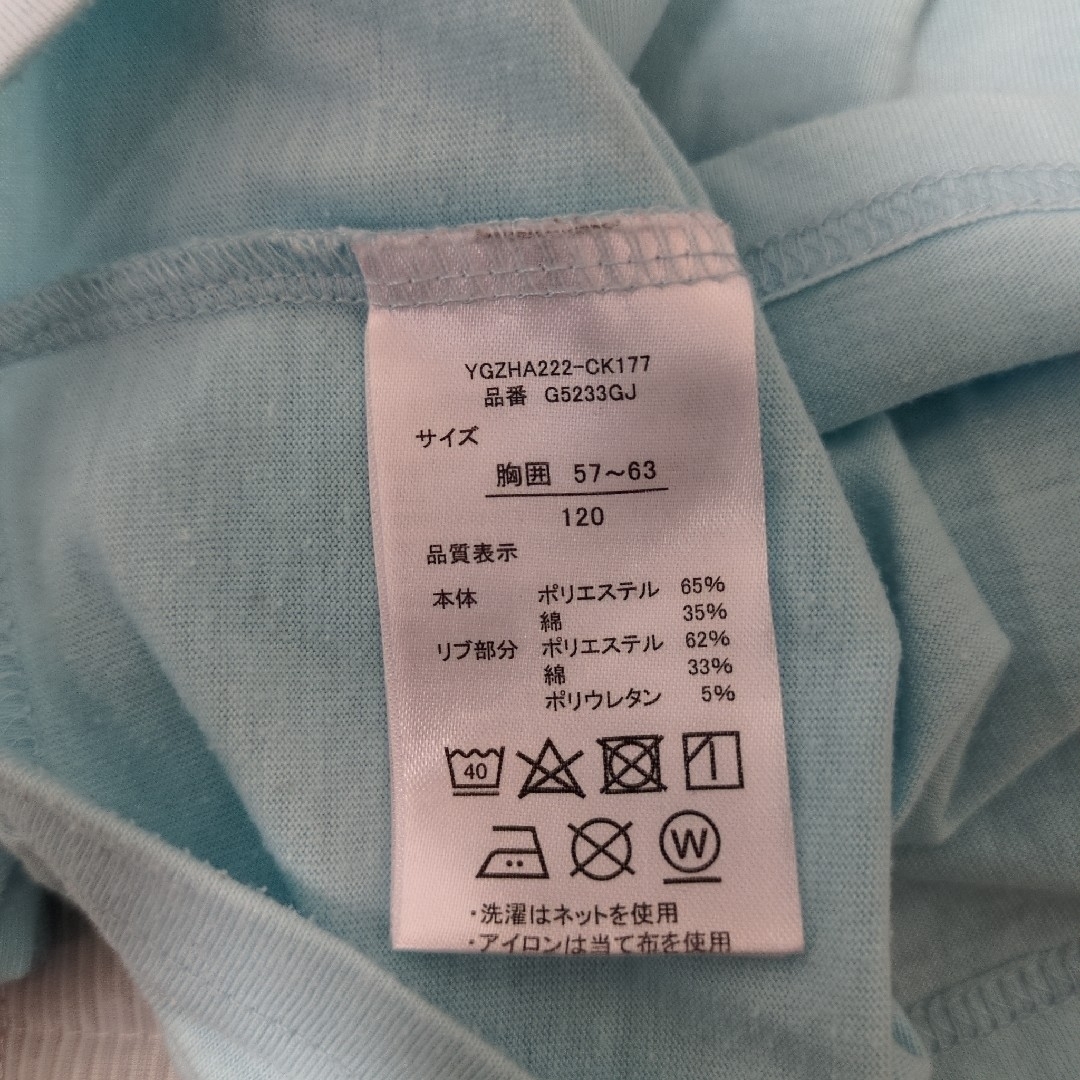 YGZHA222-CK177
品番 G5233GJ
サイズ
胸囲 57～63
120
品質表示
本体 ポリエステル 65%
綿 35%
リブ部分 ポリエステル 62%
綿 33%
ポリウレタン 5%
40
W
・洗濯はネットを使用
・アイロンは当て布を使用